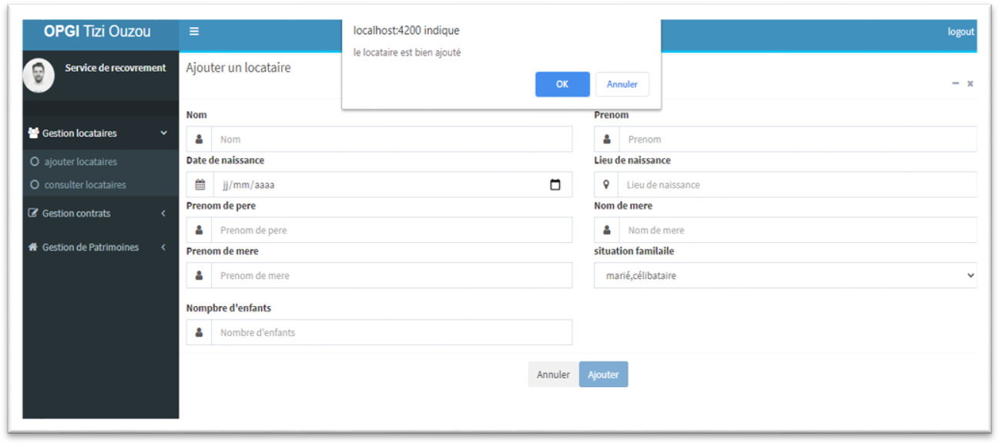 OPGI Tizi Ouzou
logout
localhost:4200 indique
le locataire est bien ajouté
OK
Annuler
Service de recovrement
Gestion locataires
ajouter locataires
consulter locataires
Gestion contrats
Gestion de Patrimoines
Ajouter un locataire
Nom
Nom
Prenom
Prenom
Date de naissance
jj/mm/aaaa
Lieu de naissance
Lieu de naissance
Prenom de pere
Prenom de pere
Nom de mere
Nom de mere
Prenom de mere
Prenom de mere
situation familaile
marié,célibataire
Nompbre d'enfants
Nombre d'enfants
Annuler
Ajouter